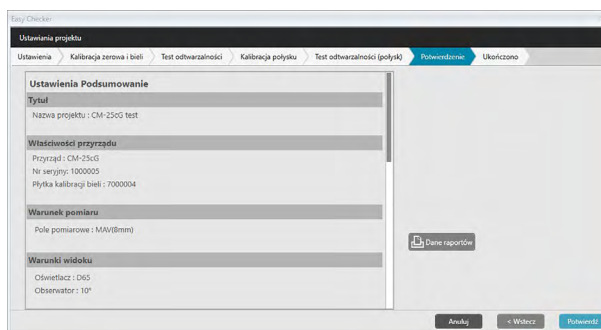 Easy Checker
Ustawiania projektu
Ustawienia
Kalibracja zerowa i bieli
Test odtwarzalności
Kalibracja połysku
Test odtwarzalności (połysk)
Potwierdzenie
Ukończono
Ustawienia Podsumowanie
Tytuł
Nazwa projektu : CM-25cG test
Właściwości przyrządu
Przyrząd : CM-25cG
Nr seryjny: 1000005
Płytka kalibracji bieli : 7000004
Warunek pomiaru
Pole pomiarowe : MAV(8mm)
Dane raportów
Warunki widoku
Oświetlacz : D65
Obserwator : 10°
Anuluj
< Wstecz
Potwierdź